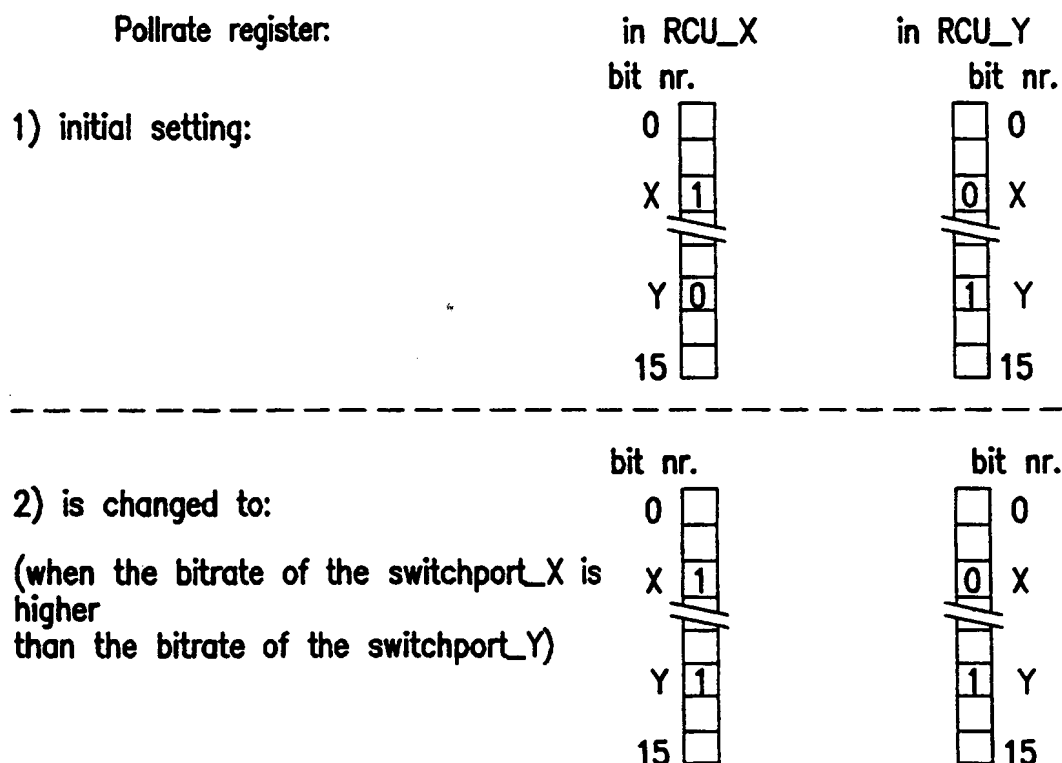 Pollrate register: in RCU_X in RCU_Y
bit nr. bit nr.
1) initial setting: 0 0
X 1 0 X
Y 0 1 Y
15 15
bit nr. bit nr.
2) is changed to: 0 0
(when the bitrate of the switchport_X is X 1 0 X
higher
than the bitrate of the switchport_Y)
Y 1 1 Y
15 15